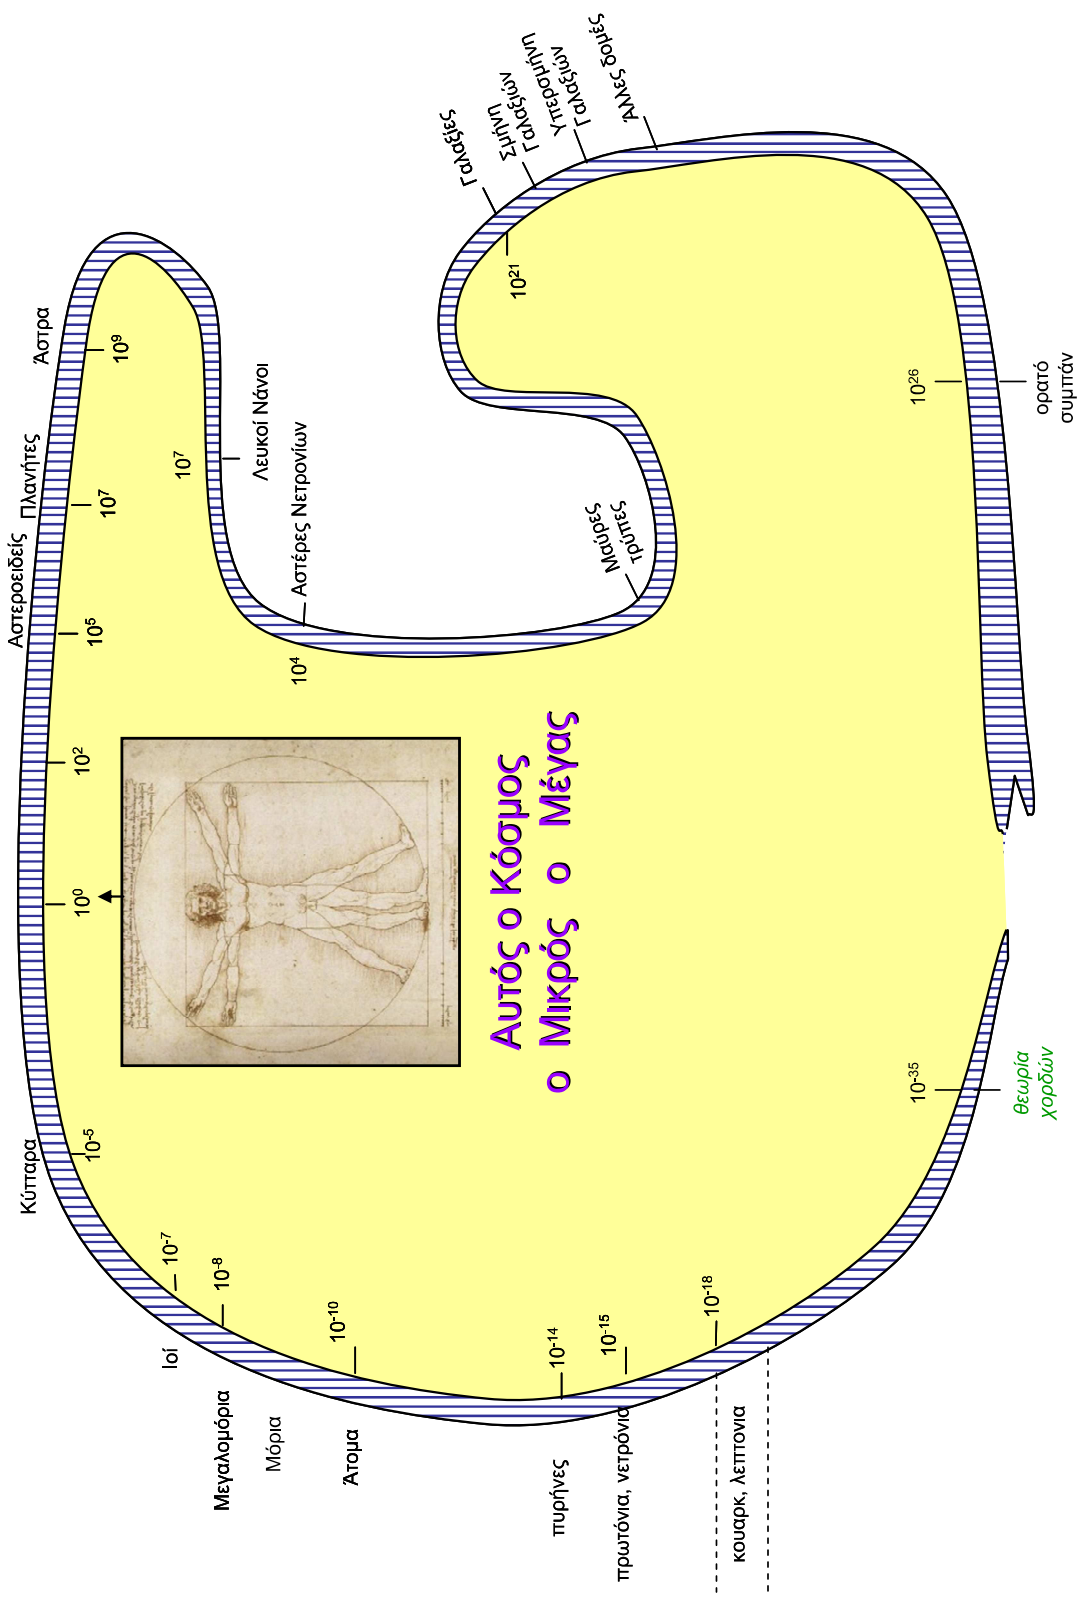 Αυτός ο Κόσμος
ο Μικρός ο Μέγας
Κύτταρα
Αστεροειδείς
Πλανήτες
Άστρα
10⁻⁵
10⁰
10²
10⁵
10⁷
10⁹
Λευκοί Νάνοι
10⁷
Αστέρες Νετρονίων
10⁴
Μαύρες
τρύπες
Γαλαξίες
10²¹
Σμήνη
Γαλαξιών
Υπερσμήνη
Γαλαξιών
Άλλες δομές
10²⁶
ορατό
συμπάν
Ιοί
10⁻⁷
Μεγαλομόρια
10⁻⁸
Μόρια
Άτομα
10⁻¹⁰
πυρήνες
10⁻¹⁴
πρωτόνια, νετρόνια
10⁻¹⁵
κουαρκ, λεπτονια
10⁻¹⁸
10⁻³⁵
θεωρία
χορδών